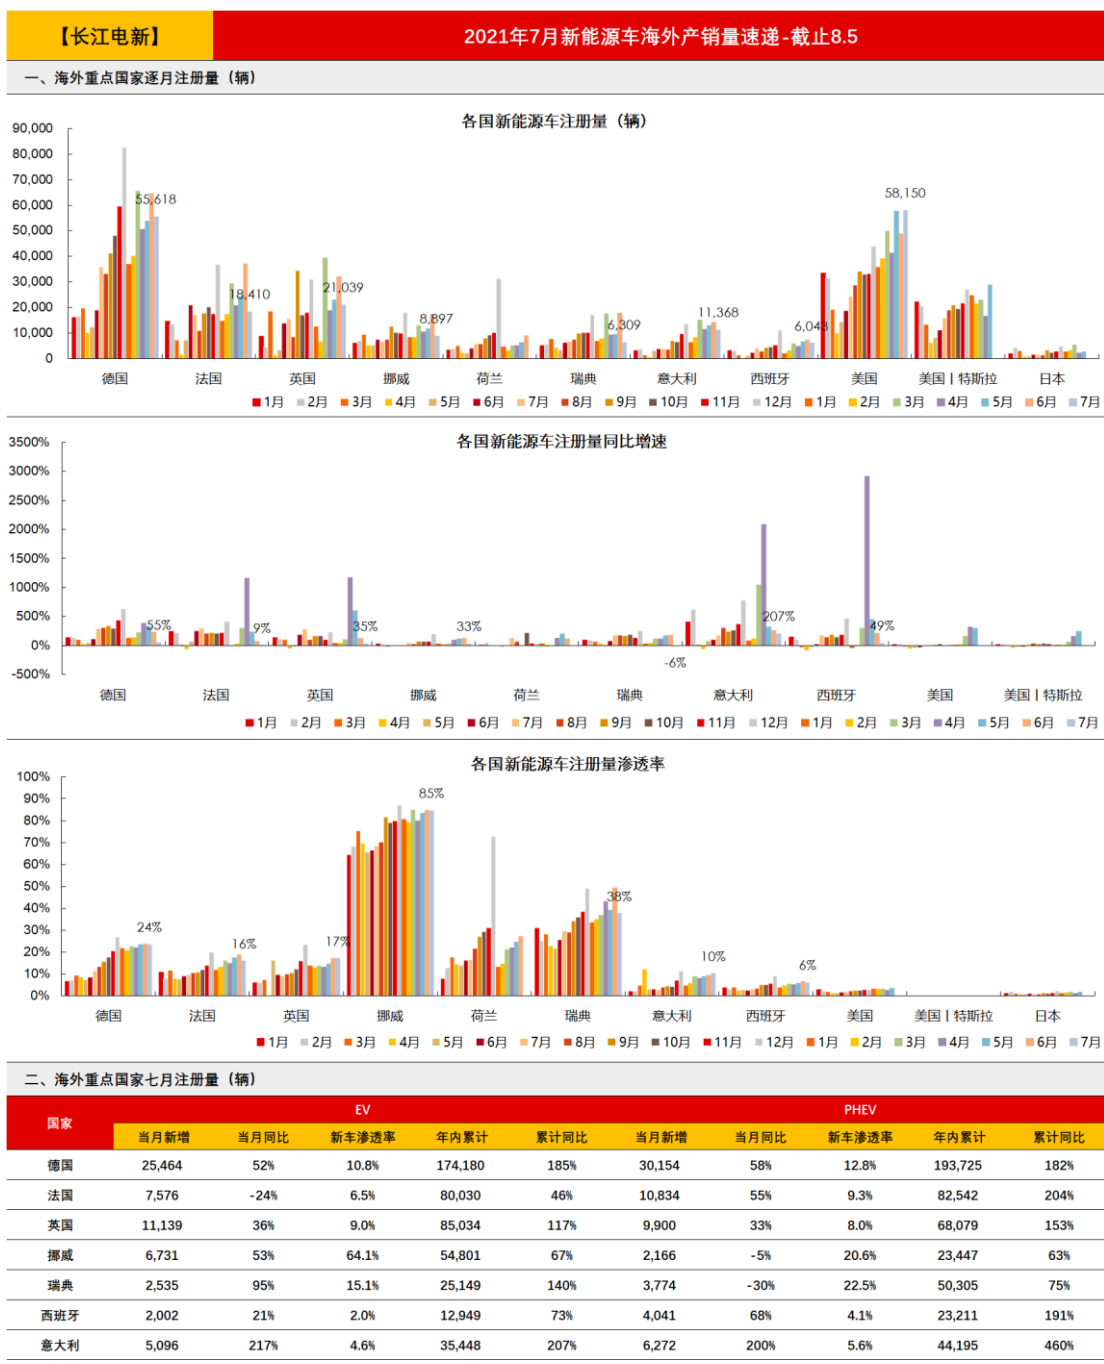 【长江电新】
2021年7月新能源车海外产销量速递-截止8.5
一、海外重点国家逐月注册量（辆）
各国新能源车注册量（辆）
90,000
80,000
70,000
60,000
50,000
40,000
30,000
20,000
10,000
0
55,618
18,410
21,039
8,897
6,309
11,368
6,043
58,150
德国 法国 英国 挪威 荷兰 瑞典 意大利 西班牙 美国 美国丨特斯拉 日本
1月 2月 3月 4月 5月 6月 7月 8月 9月 10月 11月 12月 1月 2月 3月 4月 5月 6月 7月
各国新能源车注册量同比增速
3500%
3000%
2500%
2000%
1500%
1000%
500%
0%
-500%
55%
9%
35%
33%
-6%
207%
49%
德国 法国 英国 挪威 荷兰 瑞典 意大利 西班牙 美国 美国丨特斯拉
1月 2月 3月 4月 5月 6月 7月 8月 9月 10月 11月 12月 1月 2月 3月 4月 5月 6月 7月
各国新能源车注册量渗透率
100%
90%
80%
70%
60%
50%
40%
30%
20%
10%
0%
24%
16%
17%
85%
38%
10%
6%
德国 法国 英国 挪威 荷兰 瑞典 意大利 西班牙 美国 美国丨特斯拉 日本
1月 2月 3月 4月 5月 6月 7月 8月 9月 10月 11月 12月 1月 2月 3月 4月 5月 6月 7月
二、海外重点国家七月注册量（辆）
国家 EV PHEV
当月新增 当月同比 新车渗透率 年内累计 累计同比 当月新增 当月同比 新车渗透率 年内累计 累计同比
德国 25,464 52% 10.8% 174,180 185% 30,154 58% 12.8% 193,725 182%
法国 7,576 -24% 6.5% 80,030 46% 10,834 55% 9.3% 82,542 204%
英国 11,139 36% 9.0% 85,034 117% 9,900 33% 8.0% 68,079 153%
挪威 6,731 53% 64.1% 54,801 67% 2,166 -5% 20.6% 23,447 63%
瑞典 2,535 95% 15.1% 25,149 140% 3,774 -30% 22.5% 50,305 75%
西班牙 2,002 21% 2.0% 12,949 73% 4,041 68% 4.1% 23,211 191%
意大利 5,096 217% 4.6% 35,448 207% 6,272 200% 5.6% 44,195 460%